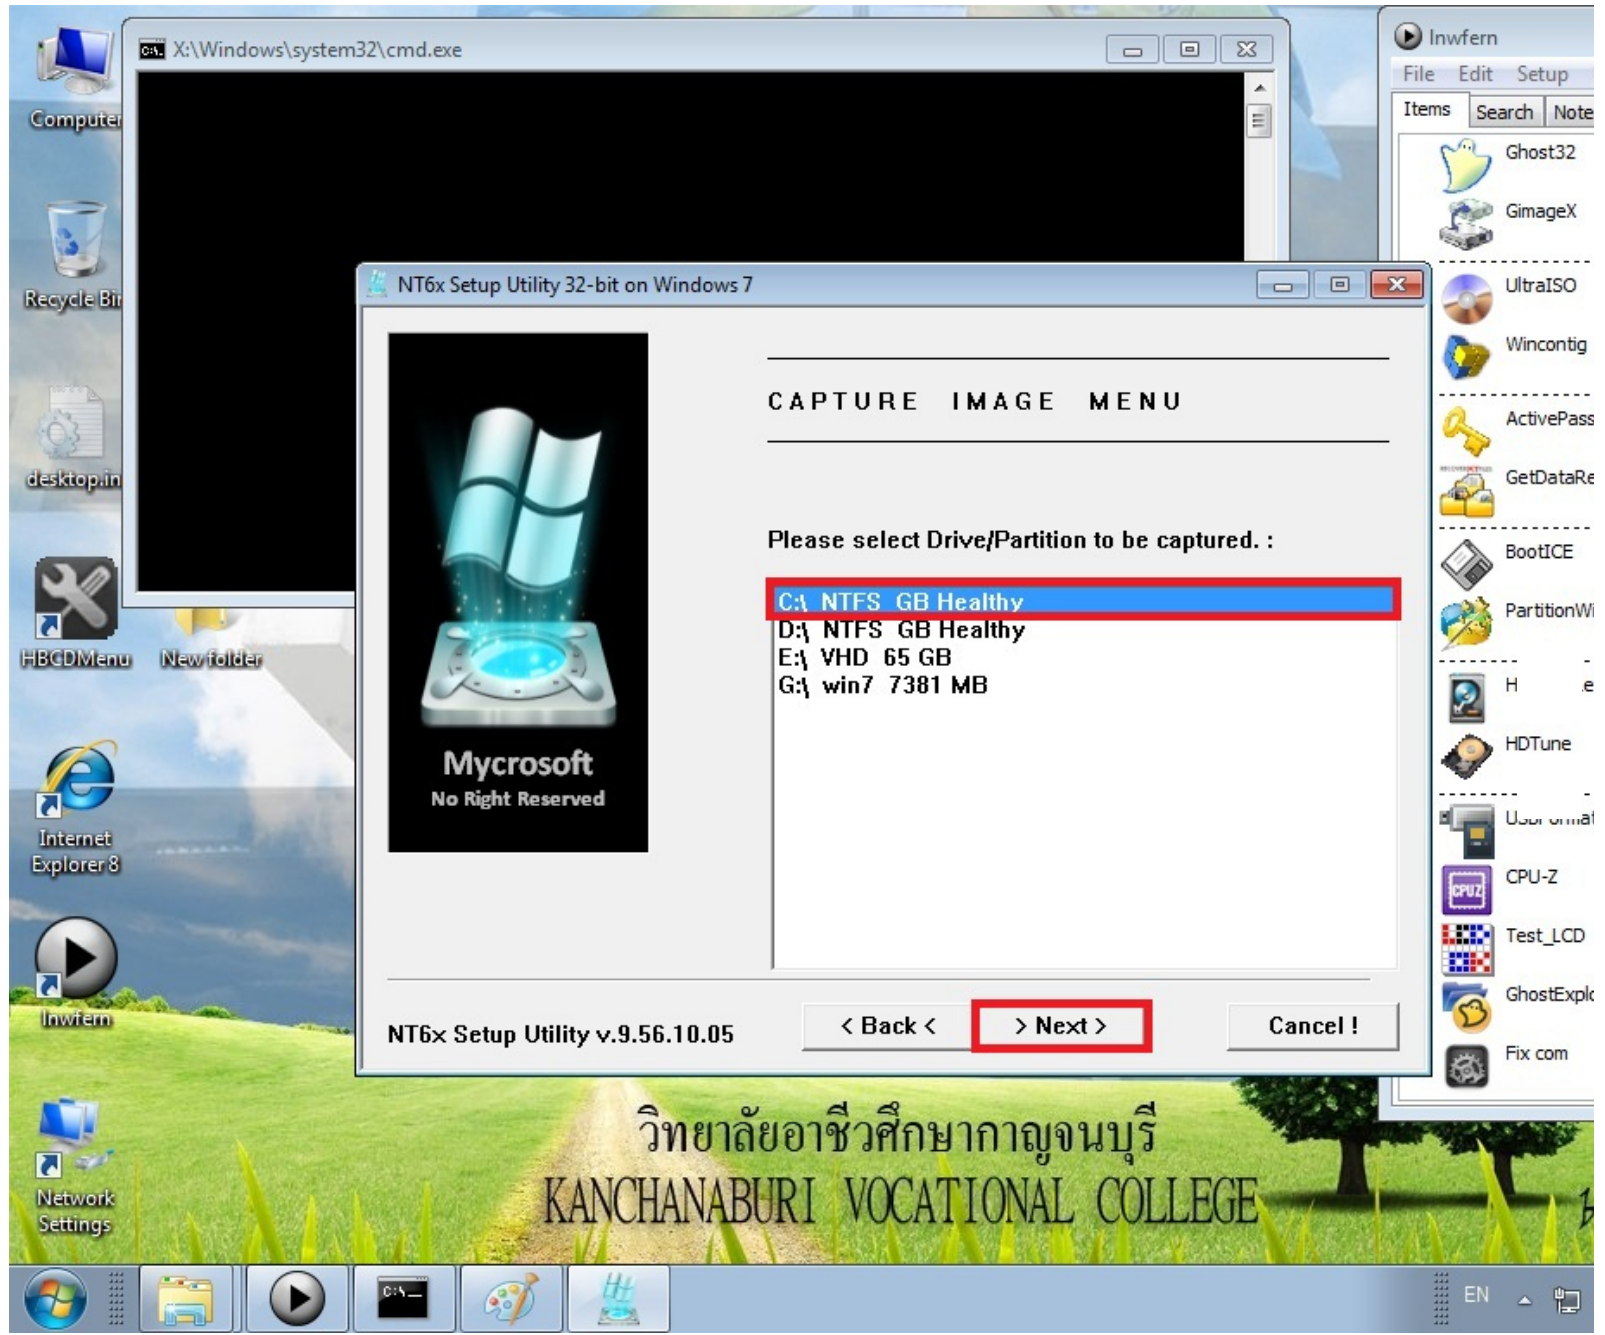 Computer
Recycle Bin
desktop.in
HBCDMenu
New folder
Internet
Explorer 8
Inwfern
Network
Settings
X:\Windows\system32\cmd.exe
NT6x Setup Utility 32-bit on Windows 7
Mycrosoft
No Right Reserved
CAPTURE IMAGE MENU
Please select Drive/Partition to be captured. :
C:\ NTFS GB Healthy
D:\ NTFS GB Healthy
E:\ VHD 65 GB
G:\ win7 7381 MB
NT6x Setup Utility v.9.56.10.05
< Back <
> Next >
Cancel !
Inwfern
File Edit Setup
Items Search Note
Ghost32
GimageX
UltraISO
Wincontig
ActivePass
GetDataRe
BootICE
PartitionWi
HDTune
CPU-Z
Test_LCD
GhostExplo
Fix com
วิทยาลัยอาชีวศึกษากาญจนบุรี
KANCHANABURI VOCATIONAL COLLEGE
EN